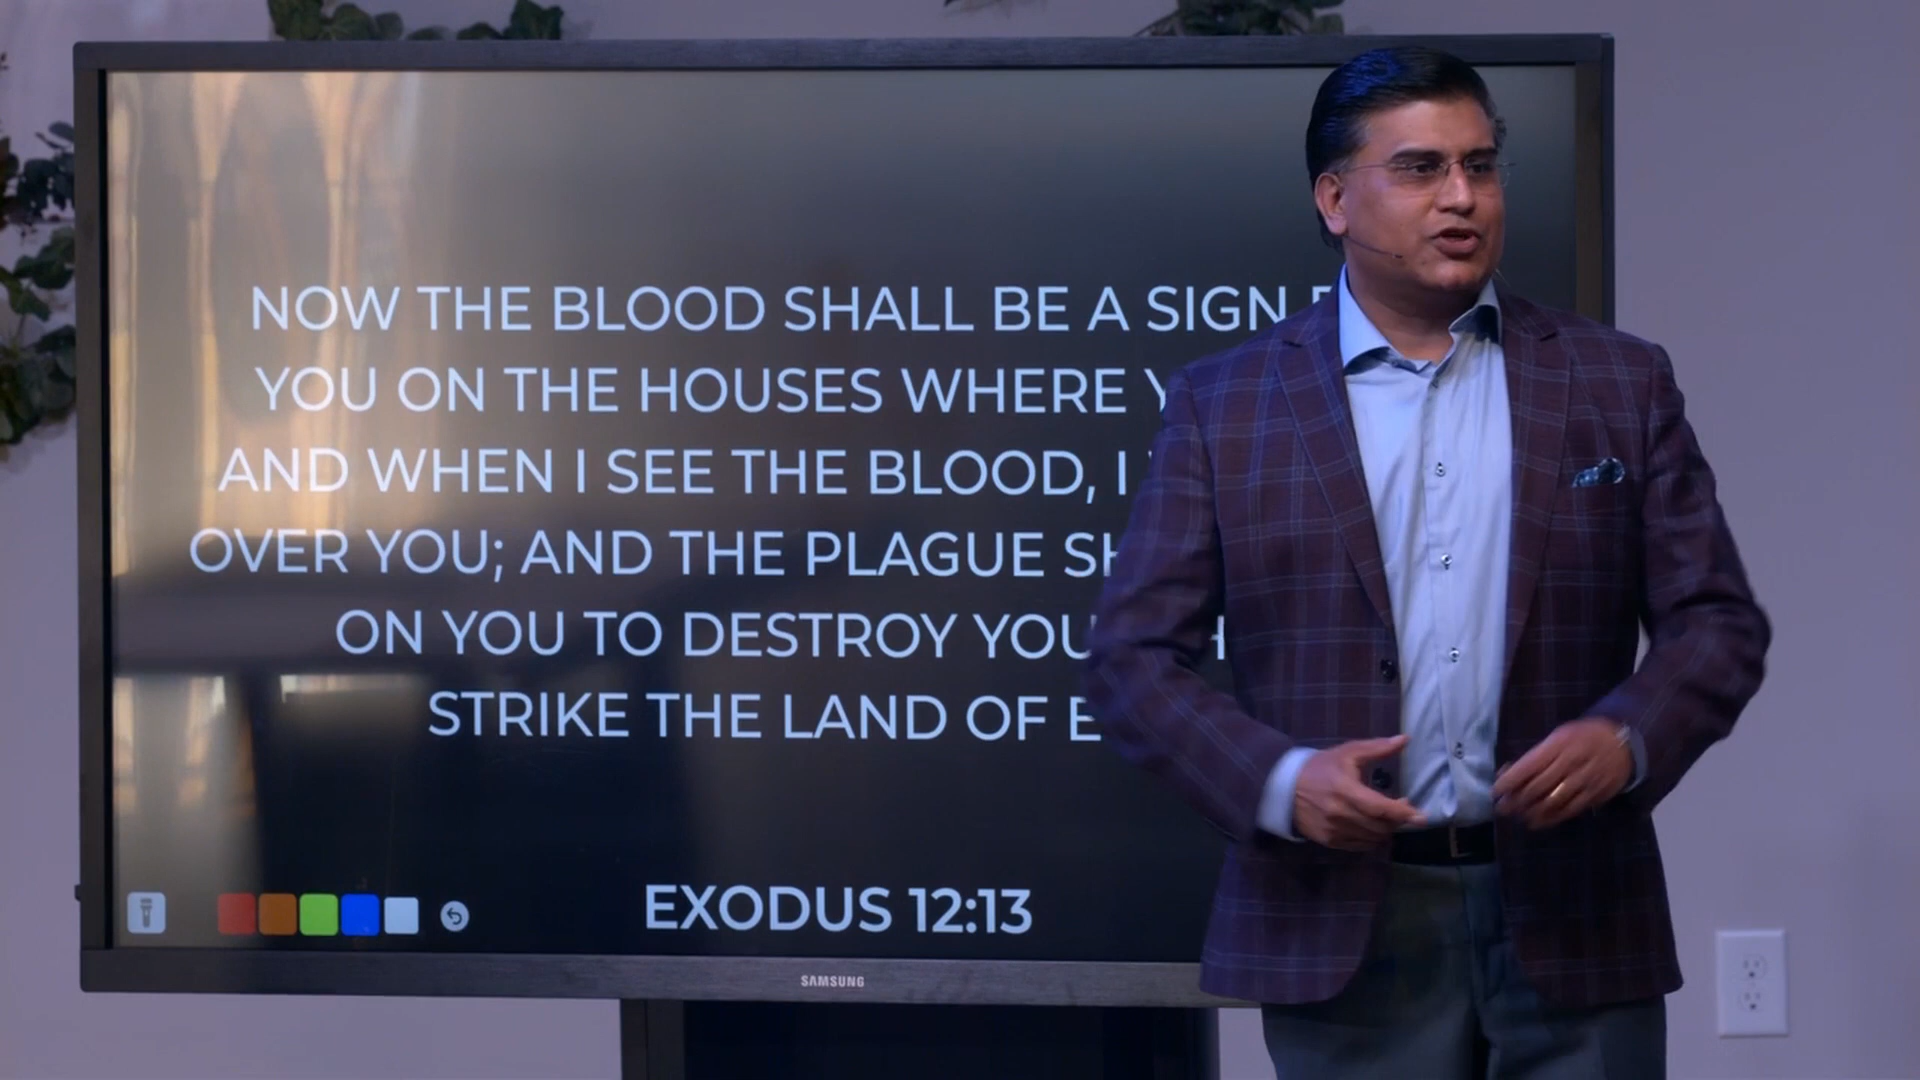 NOW THE BLOOD SHALL BE A SIGN
YOU ON THE HOUSES WHERE
AND WHEN I SEE THE BLOOD, I
OVER YOU; AND THE PLAGUE
ON YOU TO DESTROY YOU
STRIKE THE LAND OF
EXODUS 12:13
SAMSUNG